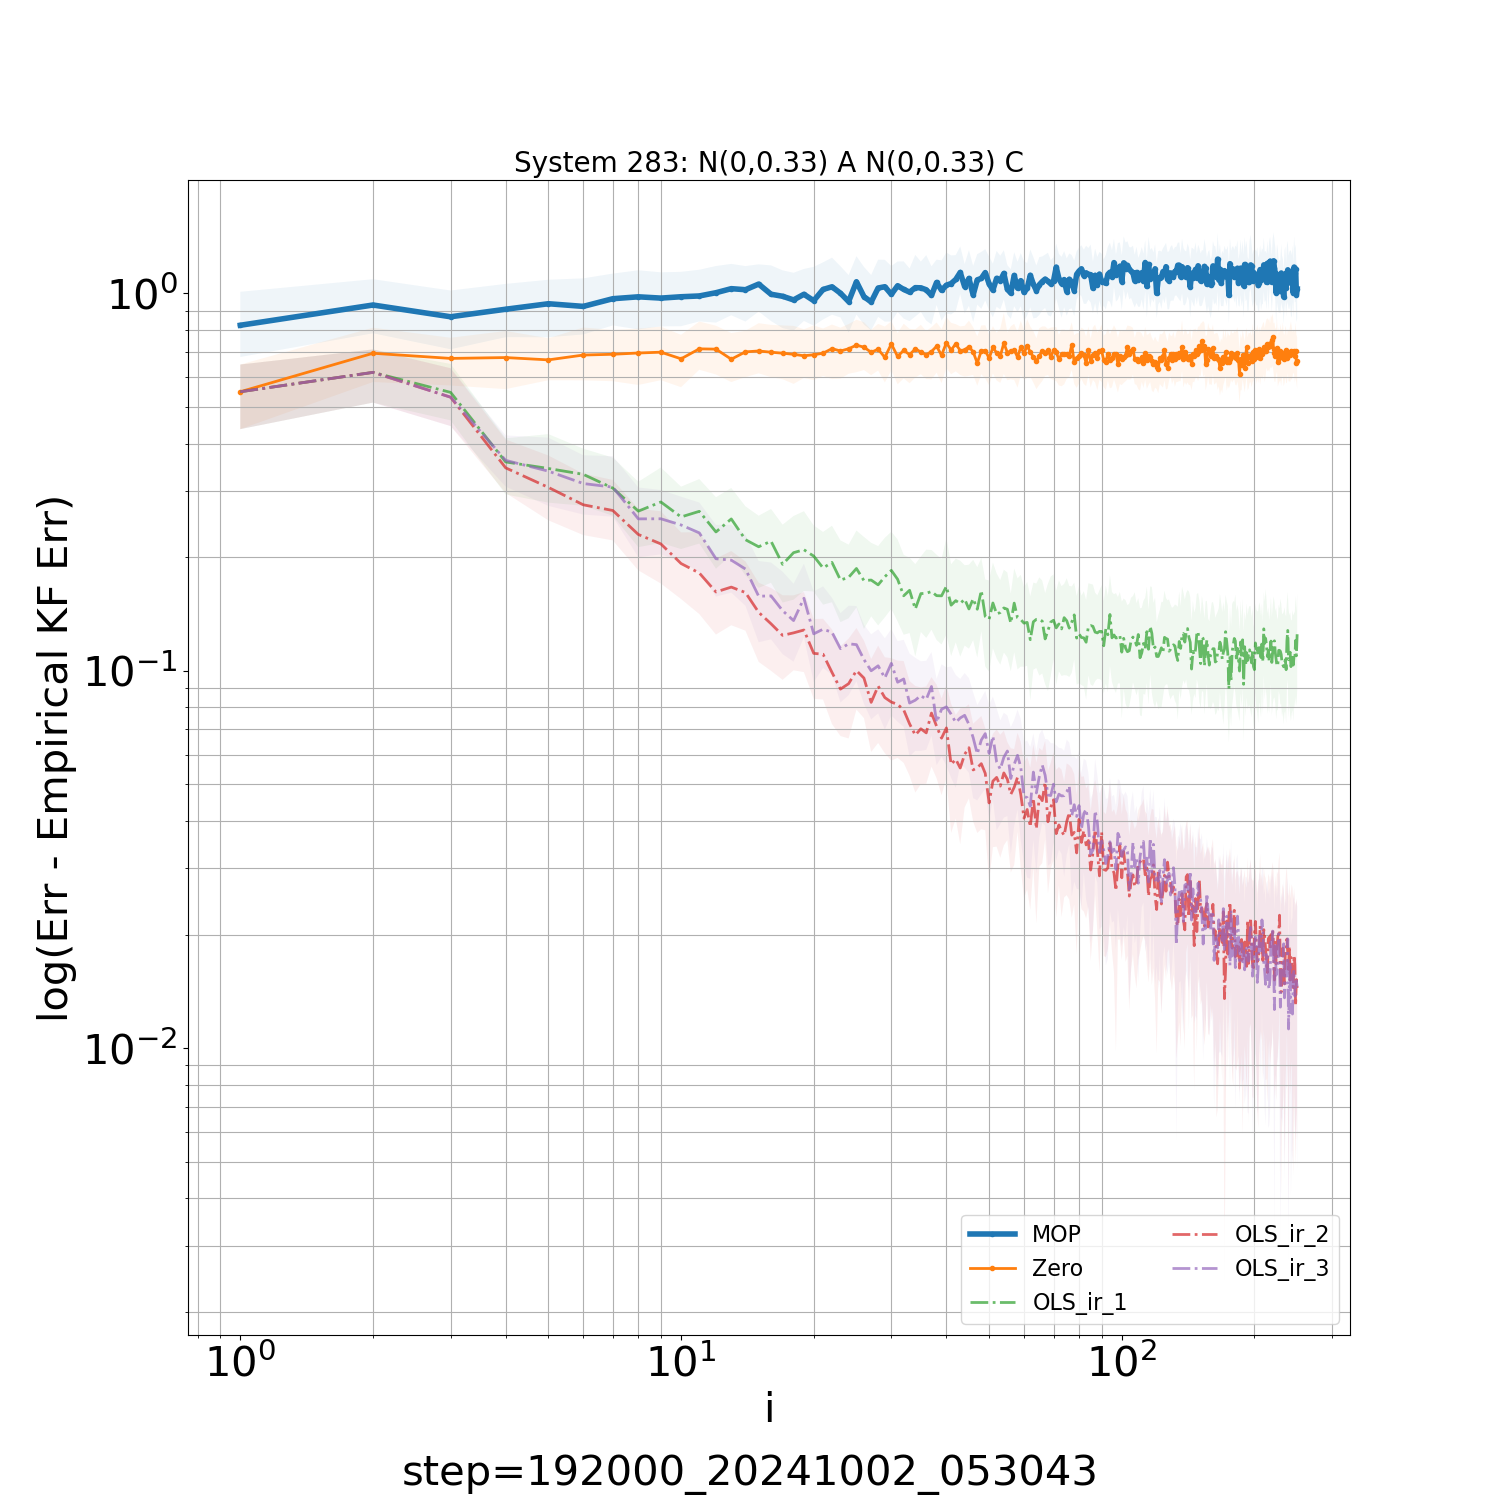 System 283: N(0,0.33) A N(0,0.33) C
log(Err - Empirical KF Err)
10⁰
10⁻¹
10⁻²
MOP
Zero
OLS_ir_1
OLS_ir_2
OLS_ir_3
10⁰ 10¹ 10²
i
step=192000_20241002_053043